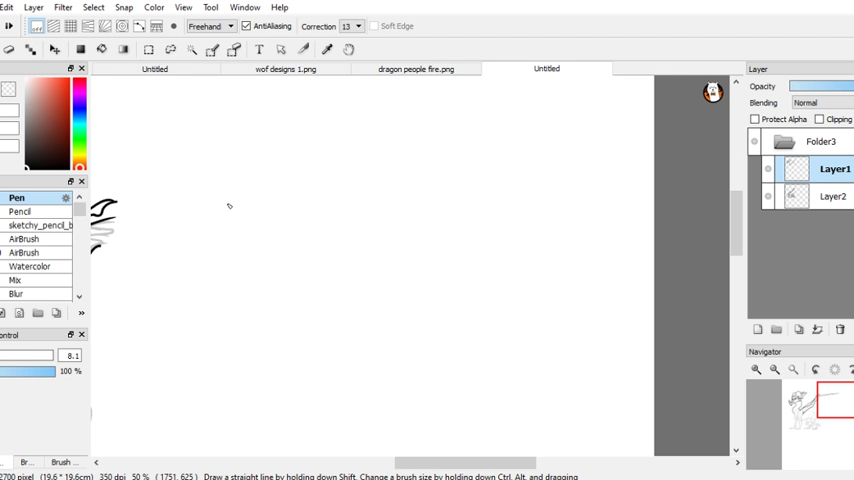 Edit Layer Filter Select Snap Color View Tool Window Help
off Freehand AntiAliasing Correction 13 Soft Edge
T
Untitled wof designs 1.png dragon people fire.png Untitled
Layer
Opacity
Blending Normal
Protect Alpha Clipping
Folder3
Layer1
Layer2
Pen
Pencil
sketchy_pencil_b
AirBrush
AirBrush
Watercolor
Mix
Blur
ontrol
8.1
100 %
Navigator
Br... Brush ...
2700 pixel (19.6 * 19.6cm) 350 dpi 50 % ( 1751, 625 ) Draw a straight line by holding down Shift. Change a brush size by holding down Ctrl, Alt, and dragging